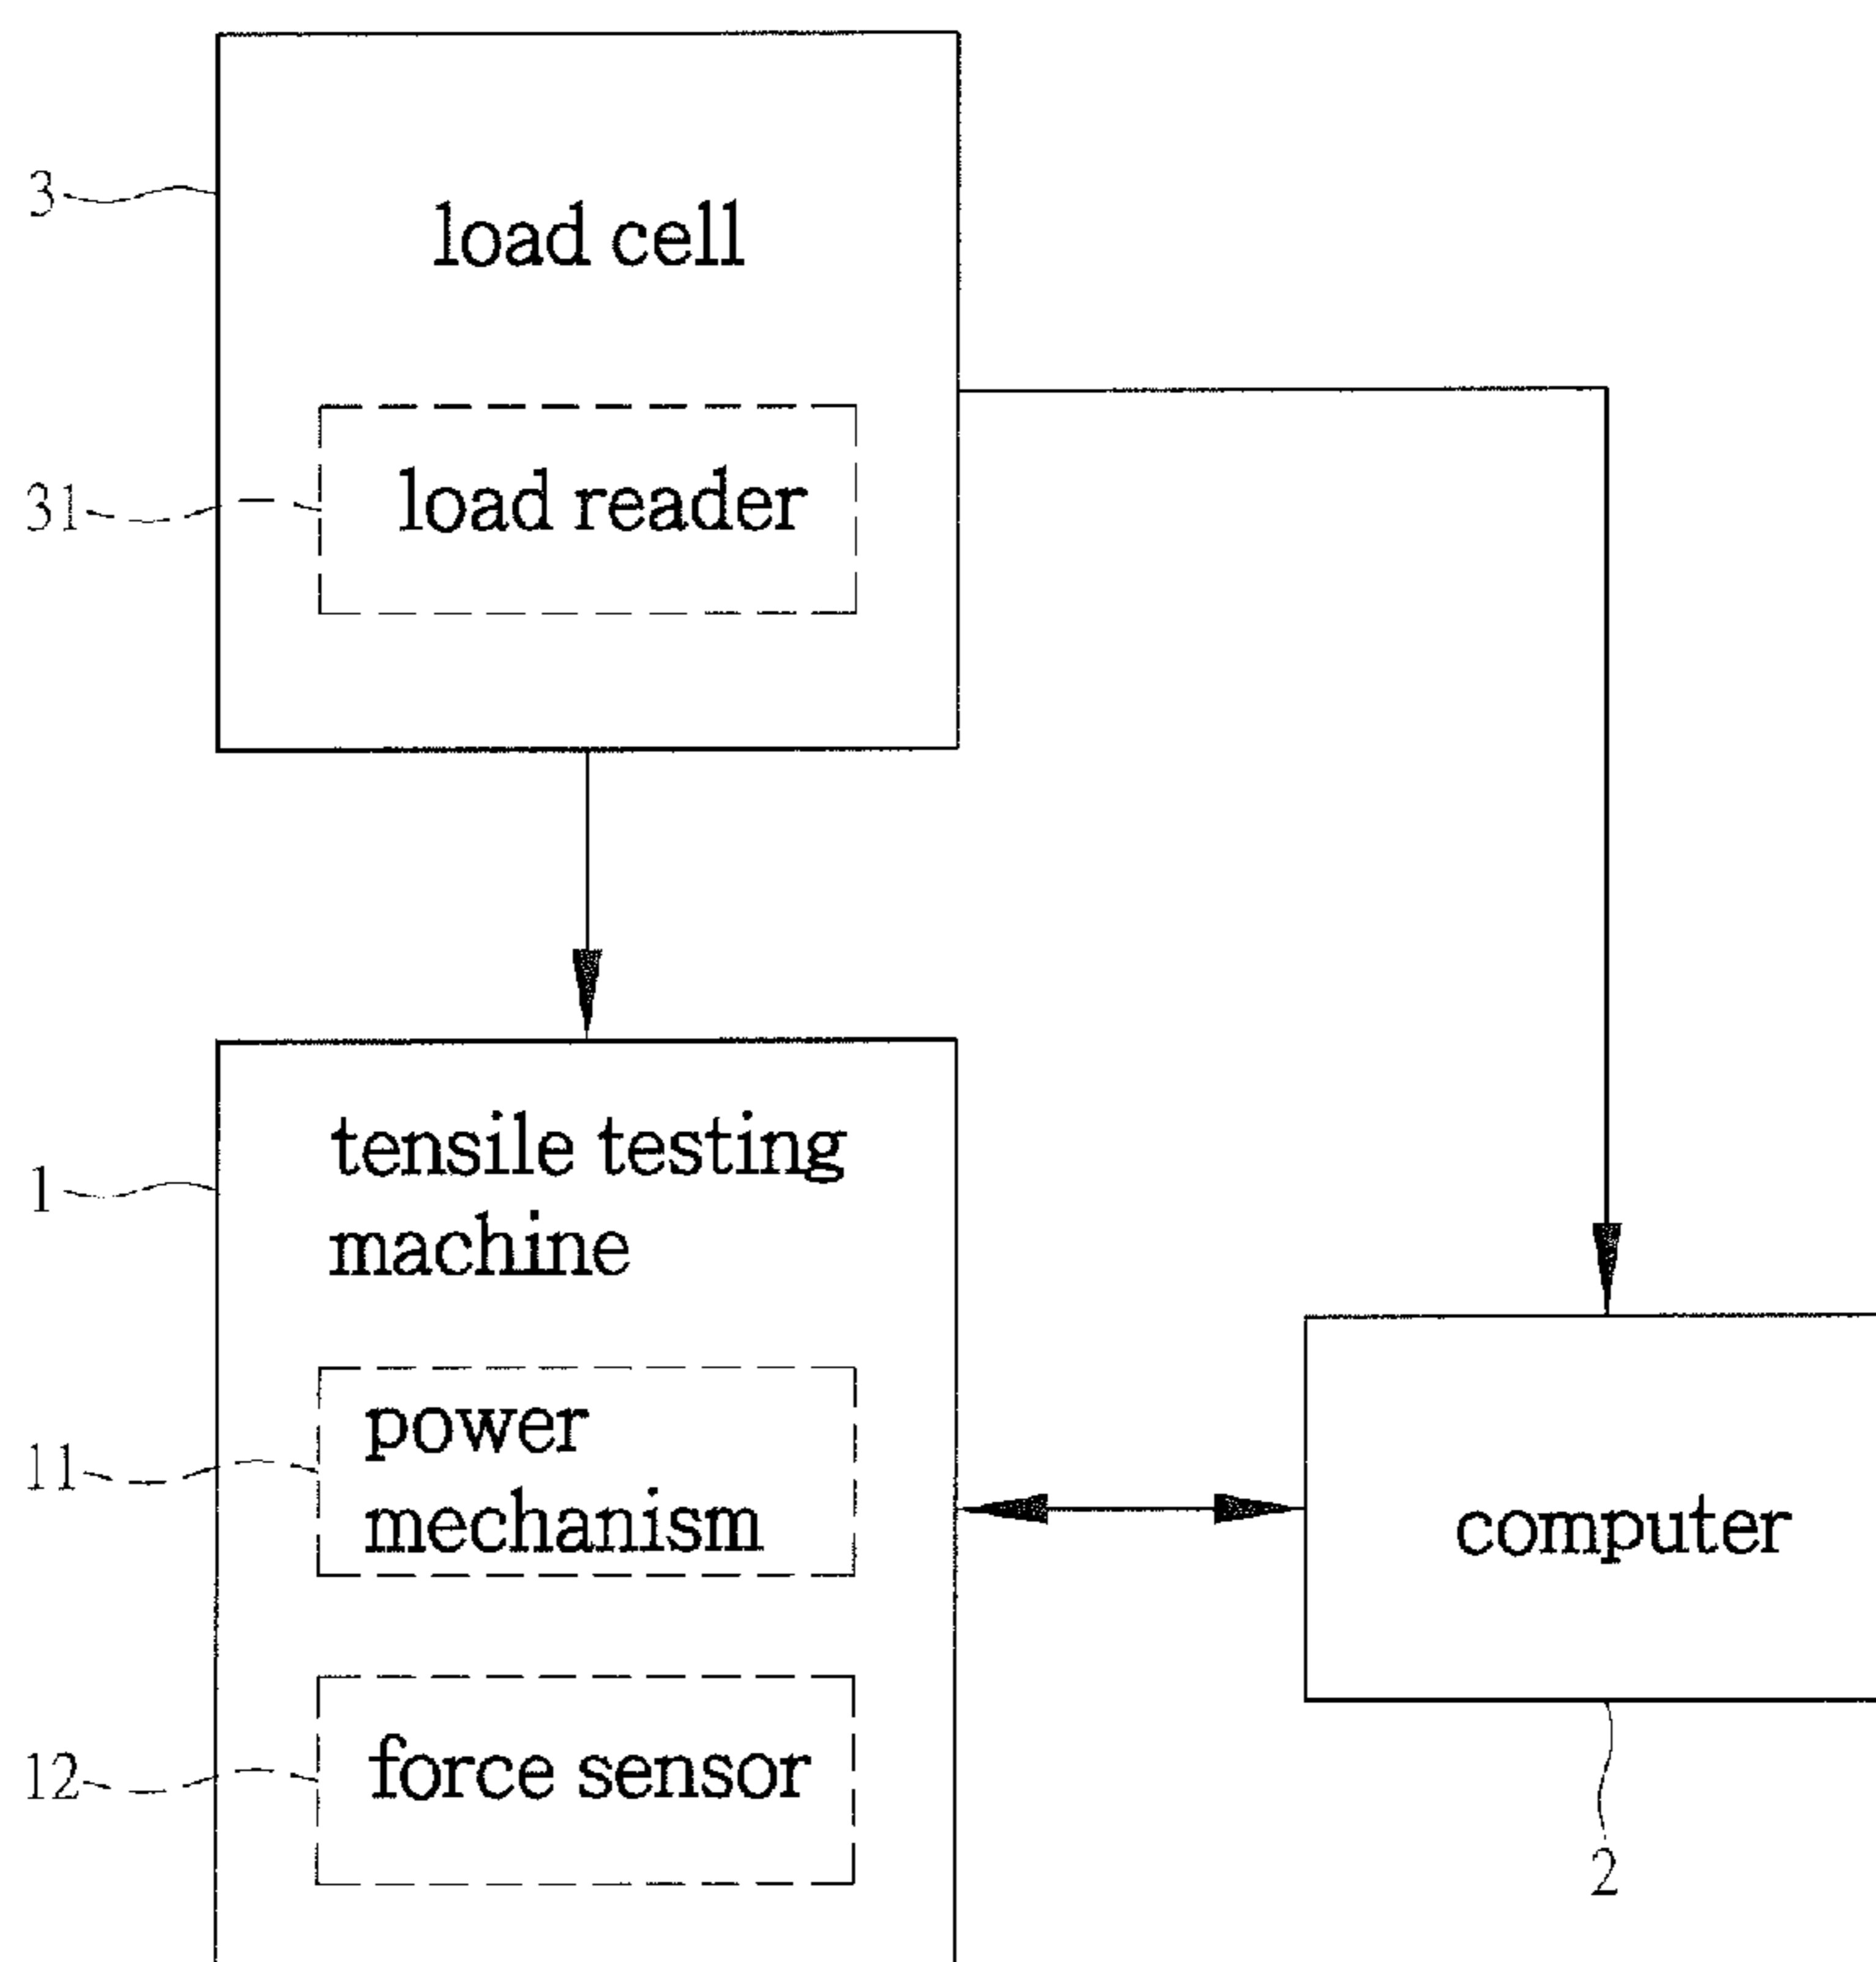 3
load cell
31
load reader
1
tensile testing
machine
11
power
mechanism
computer
12
force sensor
2